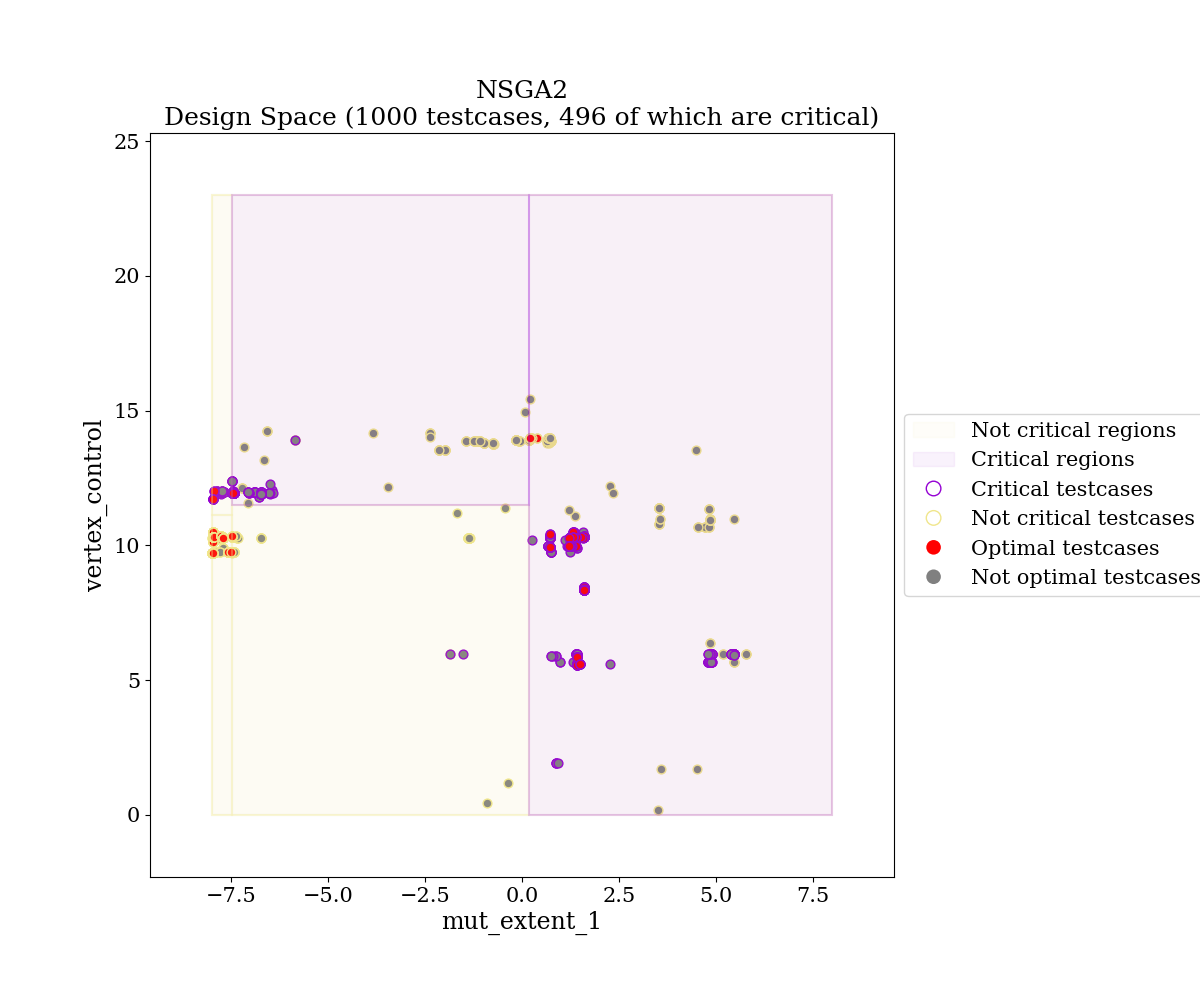 NSGA2
Design Space (1000 testcases, 496 of which are critical)
25
20
15
10
5
0
vertex_control
−7.5
−5.0
−2.5
0.0
2.5
5.0
7.5
mut_extent_1
Not critical regions
Critical regions
Critical testcases
Not critical testcases
Optimal testcases
Not optimal testcases